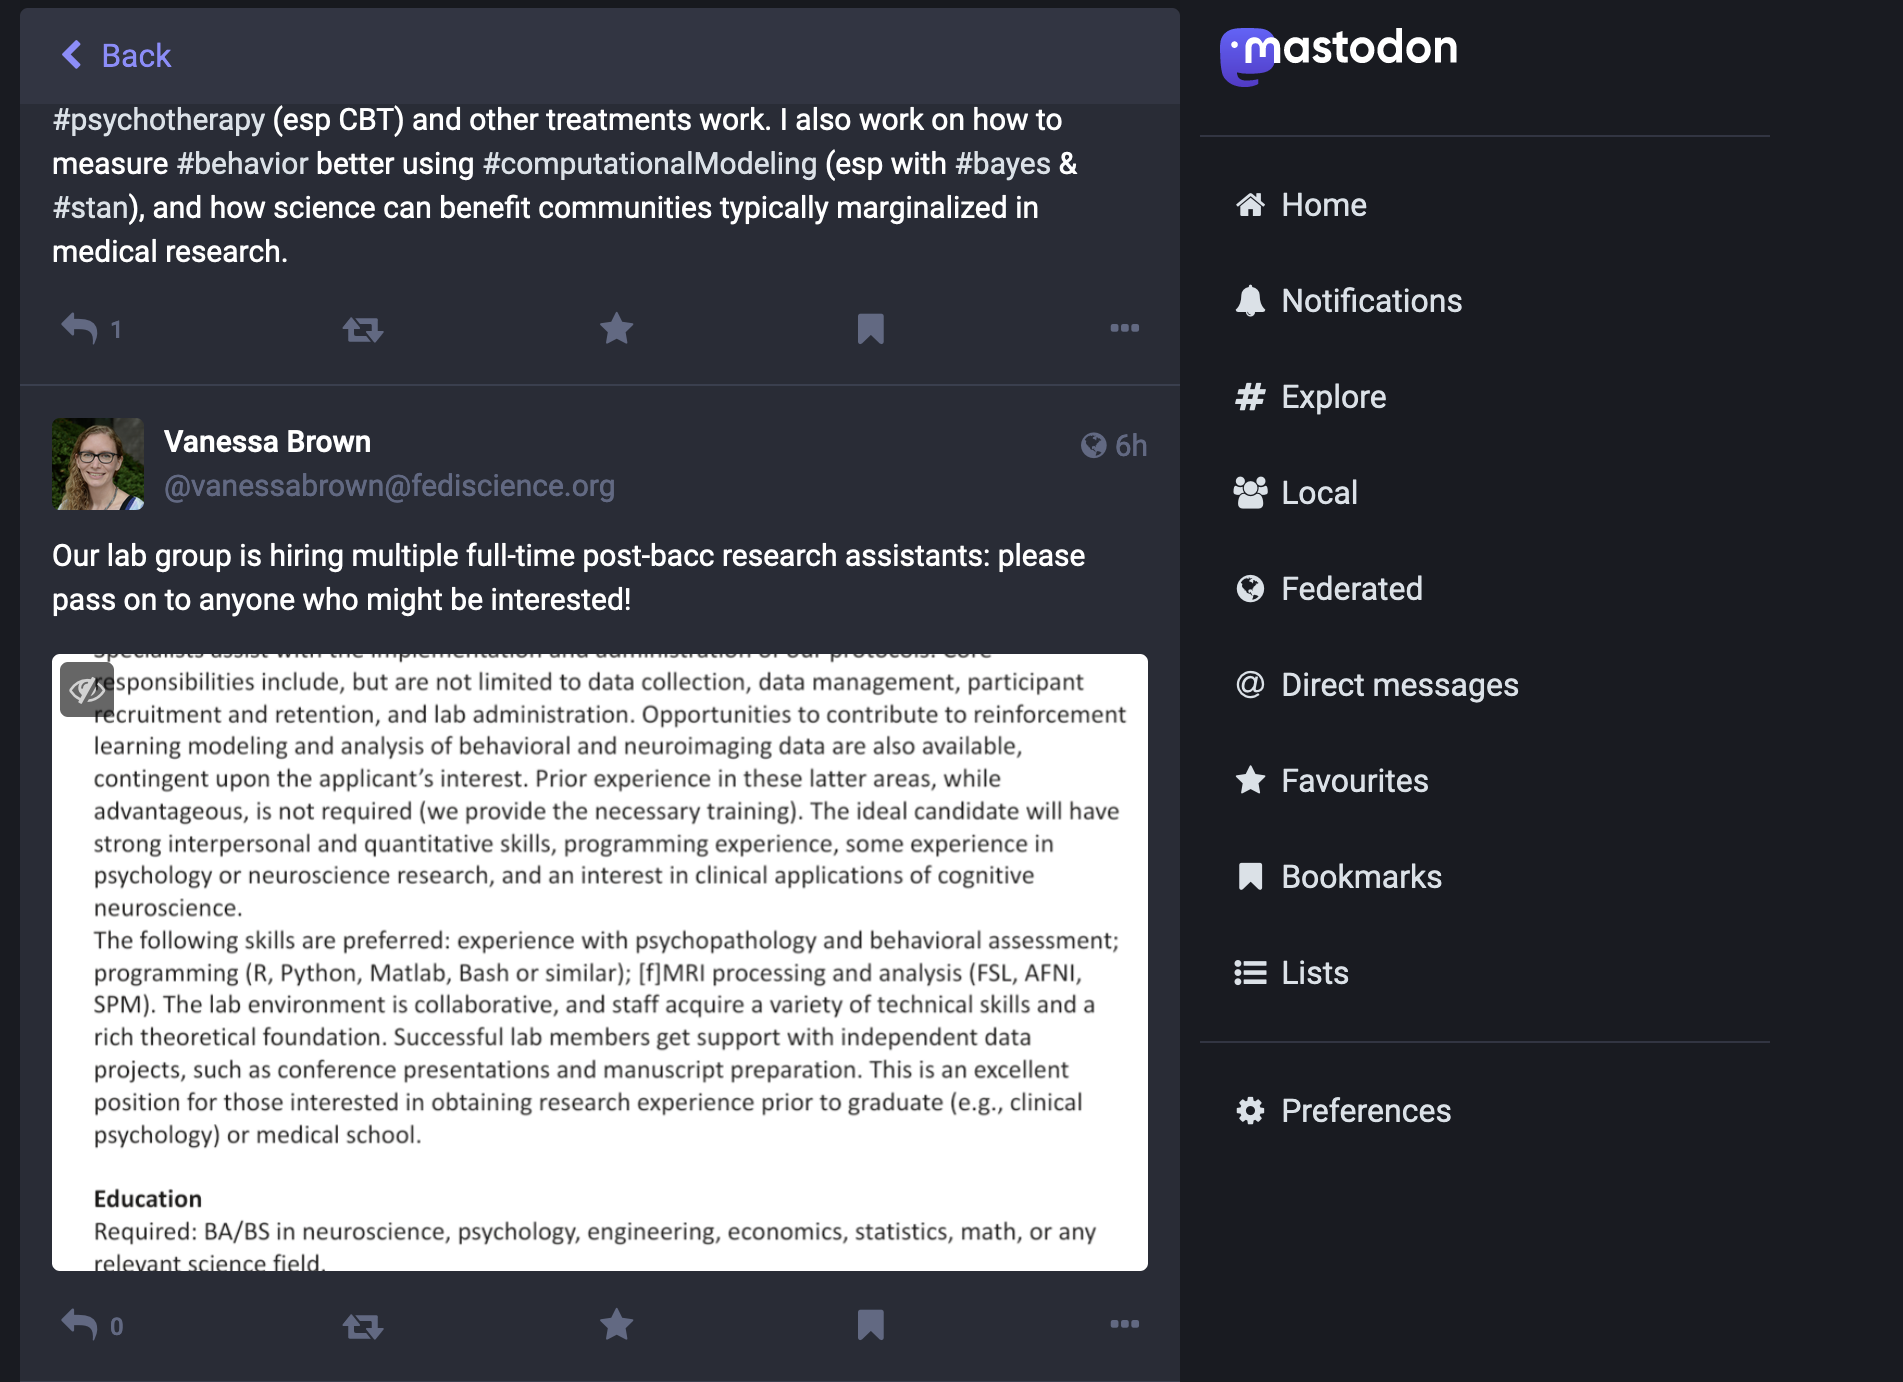 Back
#psychotherapy (esp CBT) and other treatments work. I also work on how to
measure #behavior better using #computationalModeling (esp with #bayes &
#stan), and how science can benefit communities typically marginalized in
medical research.
1
Vanessa Brown
6h
@vanessabrown@fediscience.org
Our lab group is hiring multiple full-time post-bacc research assistants: please
pass on to anyone who might be interested!
Specialists assist with the implementation and administration of our protocols. Core
responsibilities include, but are not limited to data collection, data management, participant
recruitment and retention, and lab administration. Opportunities to contribute to reinforcement
learning modeling and analysis of behavioral and neuroimaging data are also available,
contingent upon the applicant’s interest. Prior experience in these latter areas, while
advantageous, is not required (we provide the necessary training). The ideal candidate will have
strong interpersonal and quantitative skills, programming experience, some experience in
psychology or neuroscience research, and an interest in clinical applications of cognitive
neuroscience.
The following skills are preferred: experience with psychopathology and behavioral assessment;
programming (R, Python, Matlab, Bash or similar); [f]MRI processing and analysis (FSL, AFNI,
SPM). The lab environment is collaborative, and staff acquire a variety of technical skills and a
rich theoretical foundation. Successful lab members get support with independent data
projects, such as conference presentations and manuscript preparation. This is an excellent
position for those interested in obtaining research experience prior to graduate (e.g., clinical
psychology) or medical school.
Education
Required: BA/BS in neuroscience, psychology, engineering, economics, statistics, math, or any
relevant science field.
0
mastodon
Home
Notifications
Explore
Local
Federated
Direct messages
Favourites
Bookmarks
Lists
Preferences